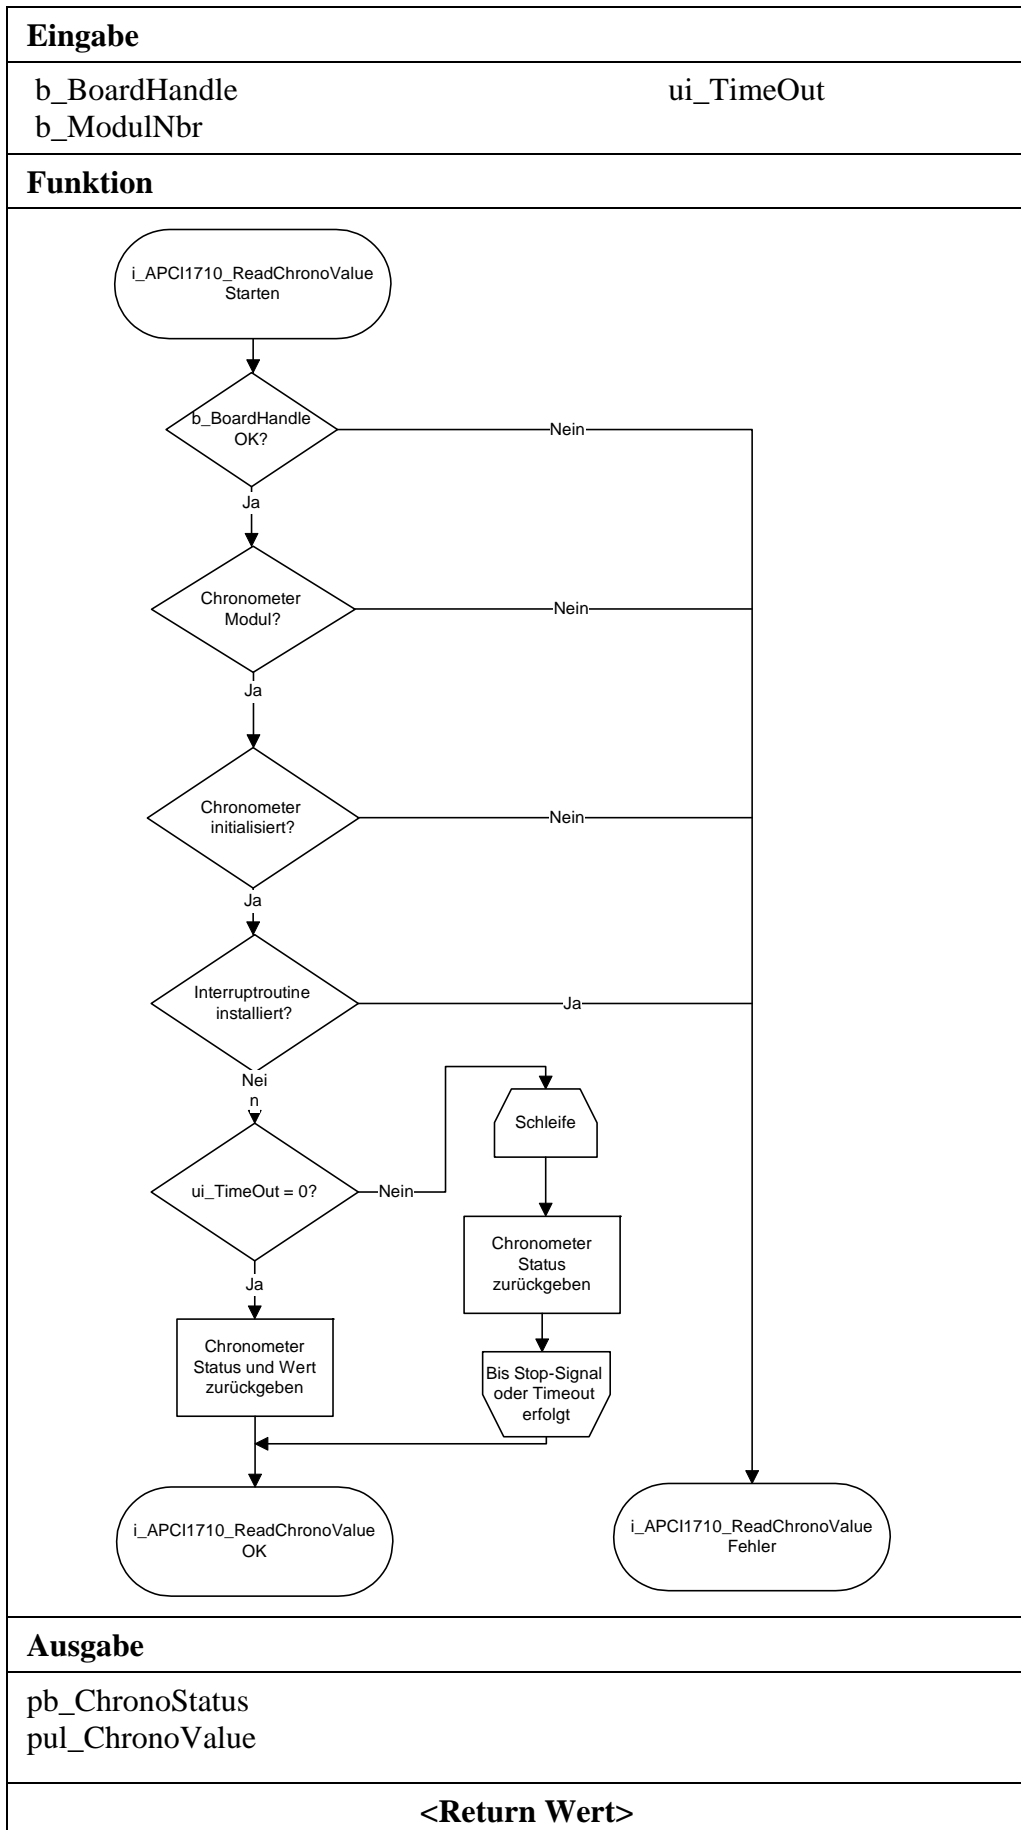 Eingabe
b_BoardHandle ui_TimeOut
b_ModulNbr
Funktion
i_APCI1710_ReadChronoValue
Starten
b_BoardHandle
OK?
Nein
Ja
Chronometer
Modul?
Nein
Ja
Chronometer
initialisiert?
Nein
Ja
Interruptroutine
installiert?
Ja
Nei
n
Schleife
ui_TimeOut = 0?
Nein
Chronometer
Status
zurückgeben
Ja
Chronometer
Status und Wert
zurückgeben
Bis Stop-Signal
oder Timeout
erfolgt
i_APCI1710_ReadChronoValue
OK
i_APCI1710_ReadChronoValue
Fehler
Ausgabe
pb_ChronoStatus
pul_ChronoValue
<Return Wert>